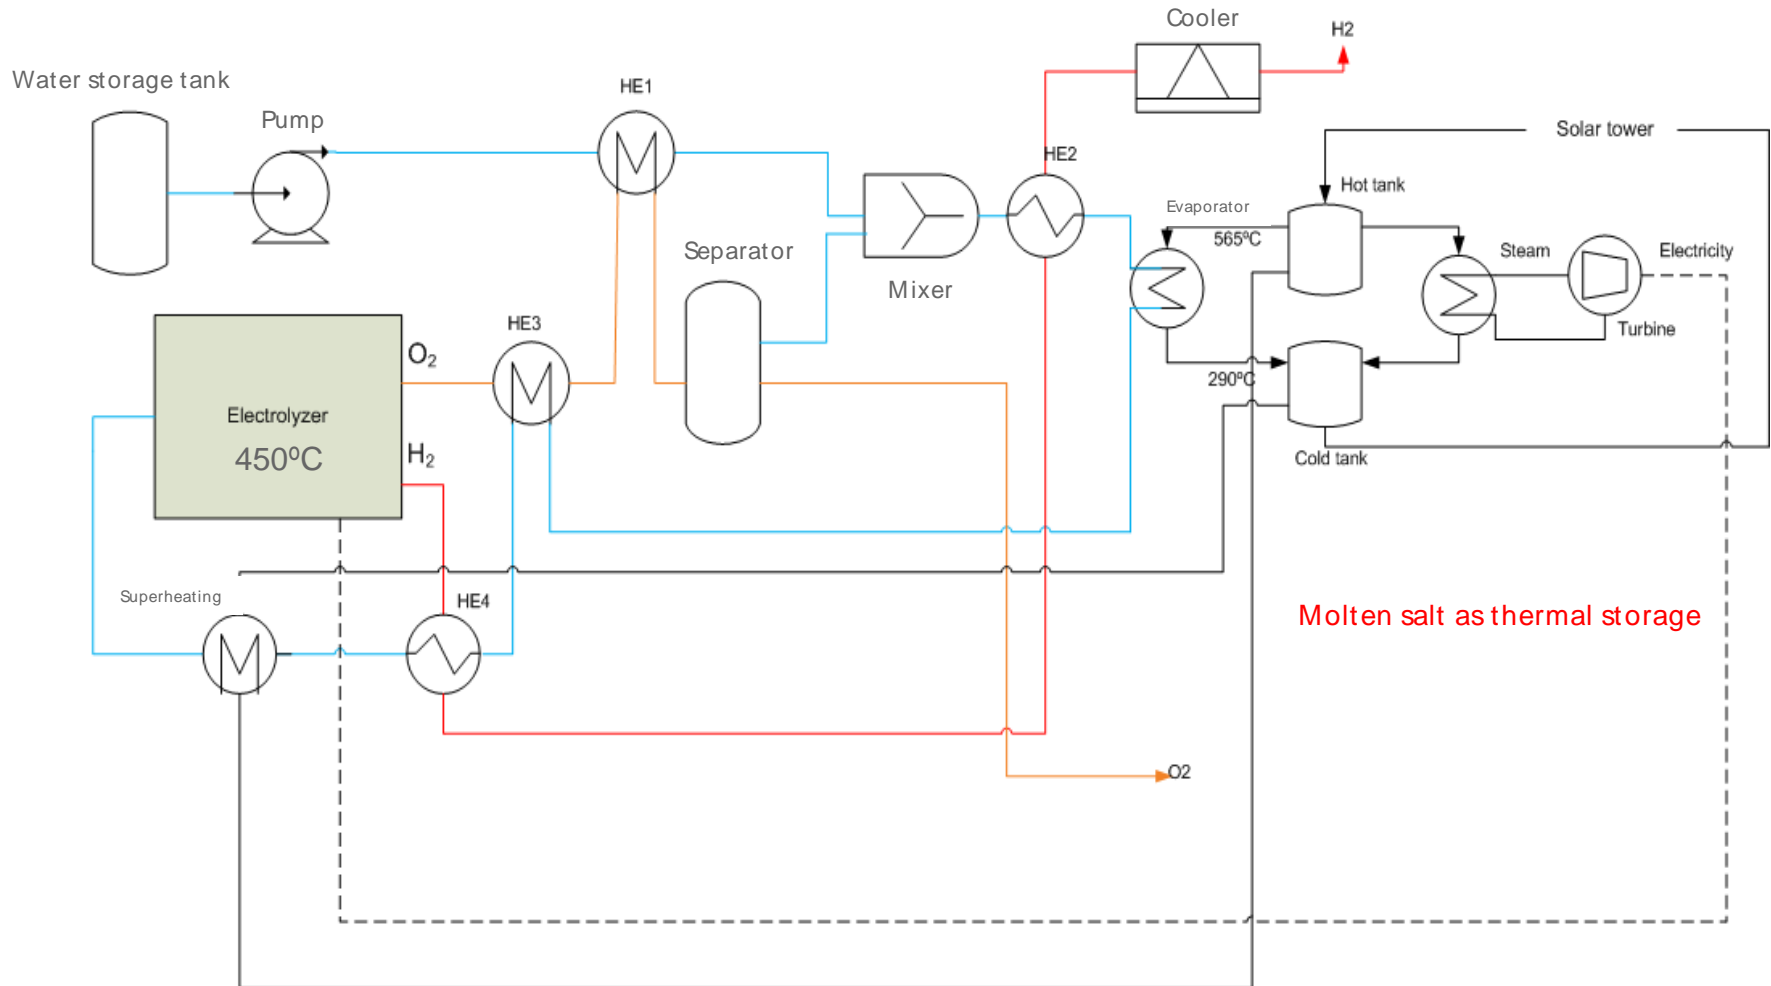 Cooler
H2
Water storage tank
HE1
Pump
Solar tower
HE2
Hot tank
Evaporator
565ºC
Steam
Electricity
Separator
Mixer
HE3
Turbine
O₂
290ºC
Electrolyzer
450ºC
H₂
Cold tank
Superheating
HE4
Molten salt as thermal storage
O2